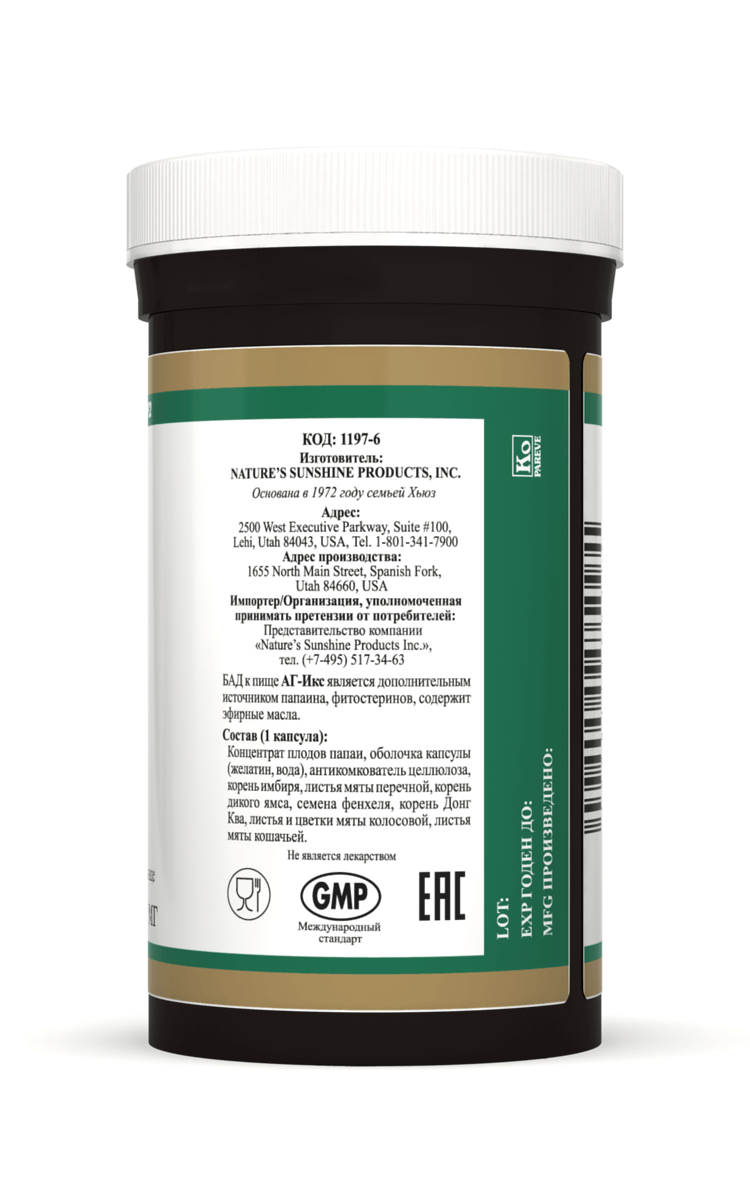 КОД: 1197-6
Изготовитель:
NATURE'S SUNSHINE PRODUCTS, INC.
Основана в 1972 году семьей Хьюз
Адрес:
2500 West Executive Parkway, Suite #100,
Lehi, Utah 84043, USA, Tel. 1-801-341-7900
Адрес производства:
1655 North Main Street, Spanish Fork,
Utah 84660, USA
Импортер/Организация, уполномоченная
принимать претензии от потребителей:
Представительство компании
«Nature's Sunshine Products Inc.»,
тел. (+7-495) 517-34-63
БАД к пище АГ-Икс является дополнительным
источником папаина, фитостеринов, содержит
эфирные масла.
Состав (1 капсула):
Концентрат плодов папаи, оболочка капсулы
(желатин, вода), антикомкователь целлюлоза,
корень имбиря, листья мяты перечной, корень
дикого ямса, семена фенхеля, корень Донг
Ква, листья и цветки мяты колосовой, листья
мяты кошачьей.
Не является лекарством
GMP
Международный
стандарт
EAC
Ko
PAREVE
LOT:
EXP ГОДЕН ДО:
MFG ПРОИЗВЕДЕНО: